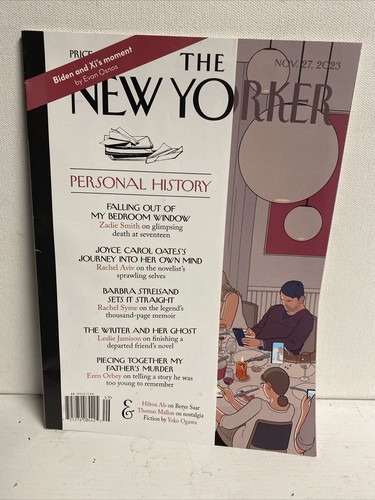 PRICE
THE
NOV. 27, 2023
Biden and Xi's moment
by Evan Osnos
NEW YORKER
PERSONAL HISTORY
FALLING OUT OF
MY BEDROOM WINDOW
Zadie Smith on glimpsing
death at seventeen
JOYCE CAROL OATES'S
JOURNEY INTO HER OWN MIND
Rachel Aviv on the novelist's
sprawling selves
BARBRA STREISAND
SETS IT STRAIGHT
Rachel Syme on the legend's
thousand-page memoir
THE WRITER AND HER GHOST
Leslie Jamison on finishing a
departed friend's novel
PIECING TOGETHER MY
FATHER'S MURDER
Eren Orbey on telling a story he was
too young to remember
&
Hilton Als on Betye Saar
Thomas Mallon on nostalgia
Fiction by Yoko Ogawa